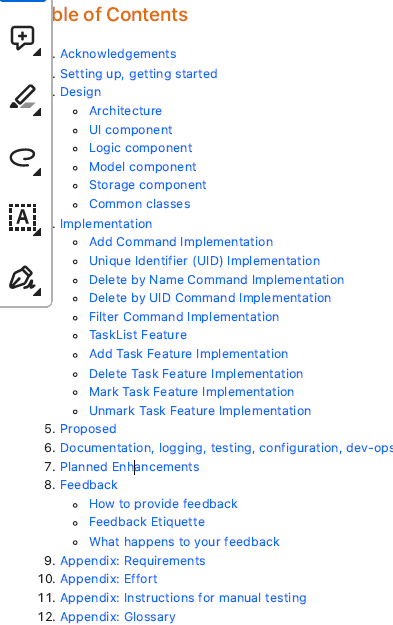 ble of Contents
. Acknowledgements
. Setting up, getting started
. Design
Architecture
UI component
Logic component
Model component
Storage component
Common classes
. Implementation
Add Command Implementation
Unique Identifier (UID) Implementation
Delete by Name Command Implementation
Delete by UID Command Implementation
Filter Command Implementation
TaskList Feature
Add Task Feature Implementation
Delete Task Feature Implementation
Mark Task Feature Implementation
Unmark Task Feature Implementation
5. Proposed
6. Documentation, logging, testing, configuration, dev-ops
7. Planned Enhancements
8. Feedback
How to provide feedback
Feedback Etiquette
What happens to your feedback
9. Appendix: Requirements
10. Appendix: Effort
11. Appendix: Instructions for manual testing
12. Appendix: Glossary